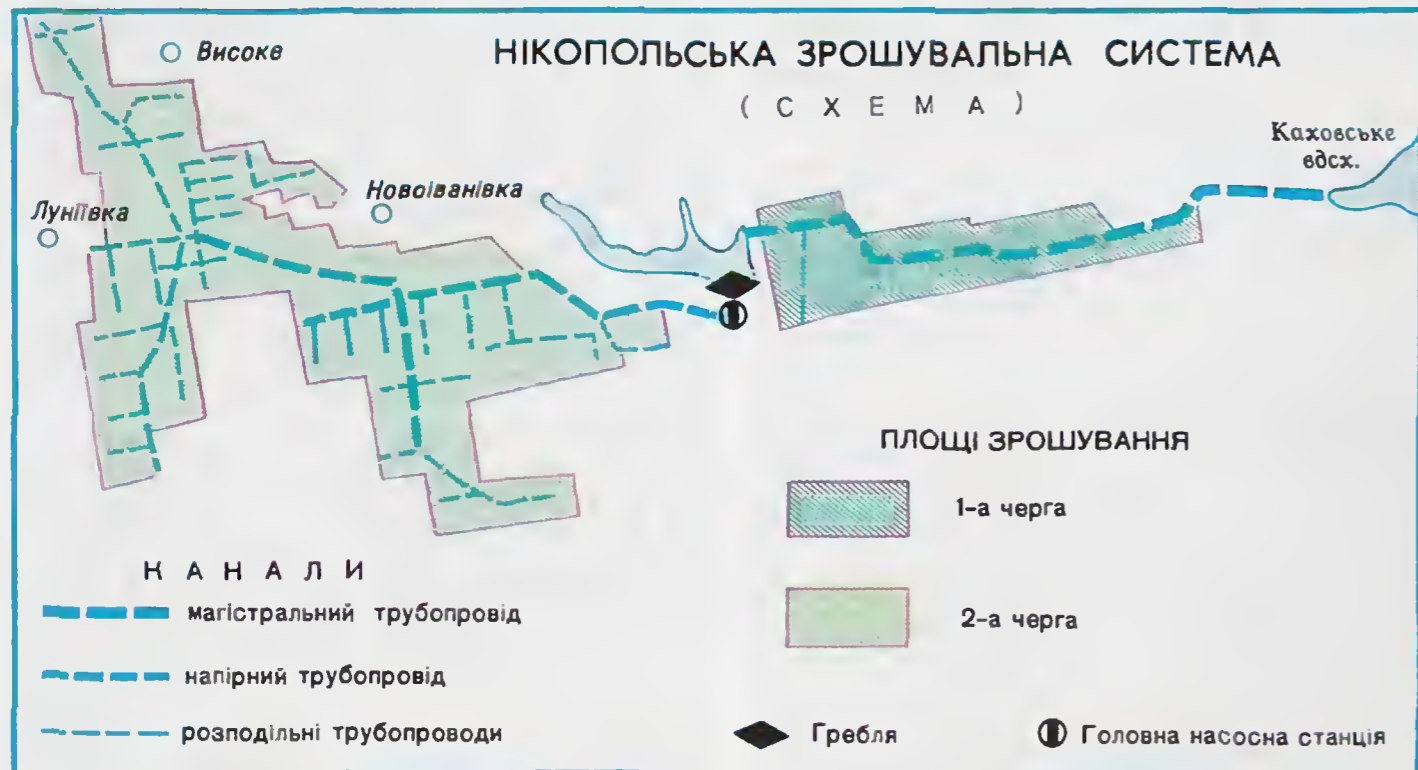 НІКОПОЛЬСЬКА ЗРОШУВАЛЬНА СИСТЕМА
( С Х Е М А )
Високе
Каховське
вдсх.
Новоіванівка
Луніївка
ПЛОЩІ ЗРОШУВАННЯ
1-а черга
2-а черга
К А Н А Л И
магістральний трубопровід
напірний трубопровід
розподільні трубопроводи
Гребля
Головна насосна станція